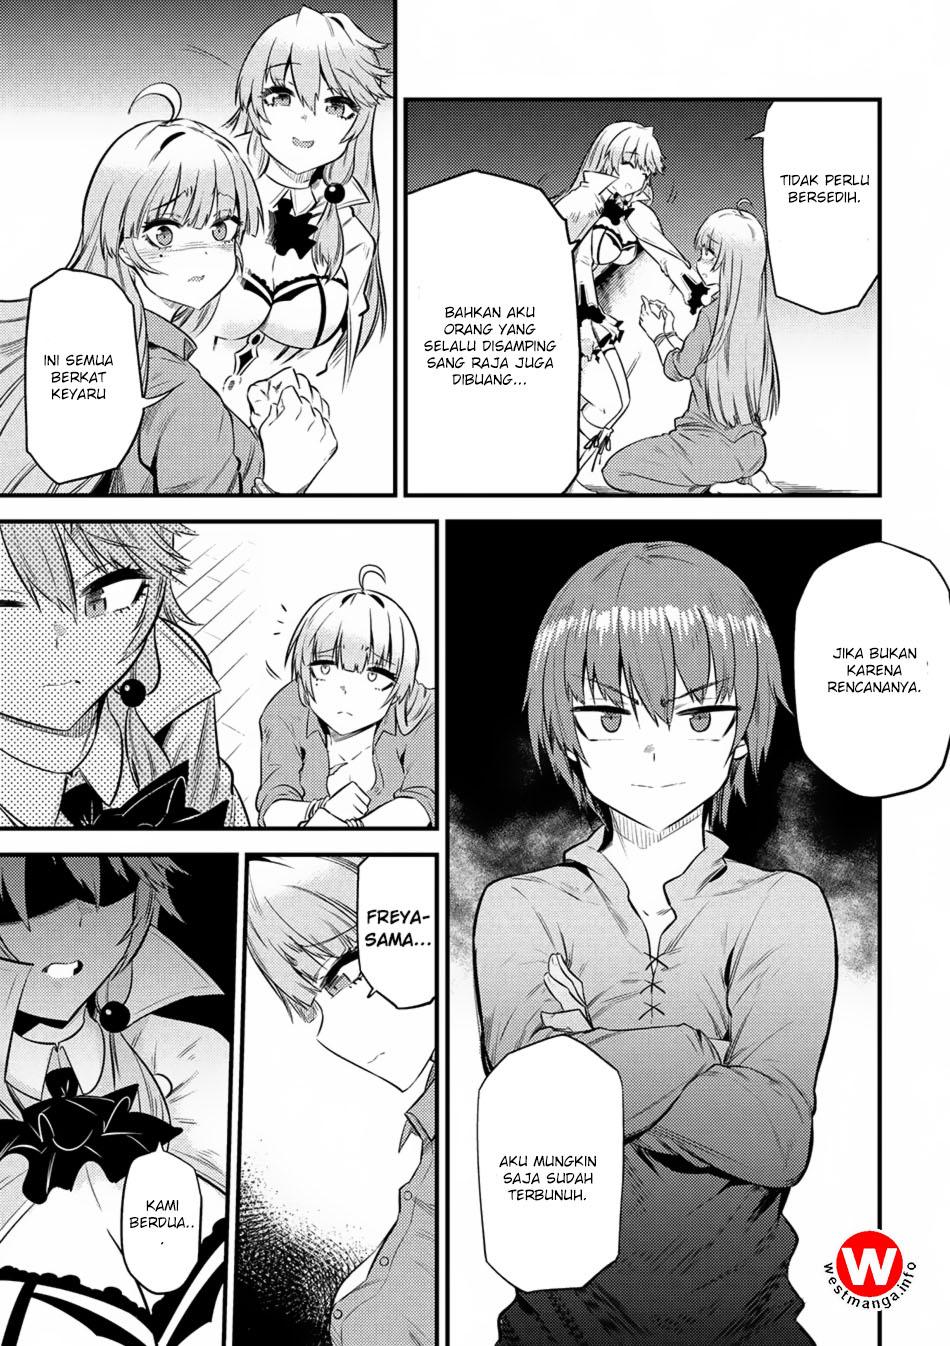 TIDAK PERLU
BERSEDIH.
BAHKAN AKU
ORANG YANG
SELALU DISAMPING
SANG RAJA JUGA
DIBUANG...
INI SEMUA
BERKAT
KEYARU
JIKA BUKAN
KARENA
RENCANANYA.
AKU MUNGKIN
SAJA SUDAH
TERBUNUH.
FREYA-
SAMA...
KAMI
BERDUA..
.
W
westmanga.info